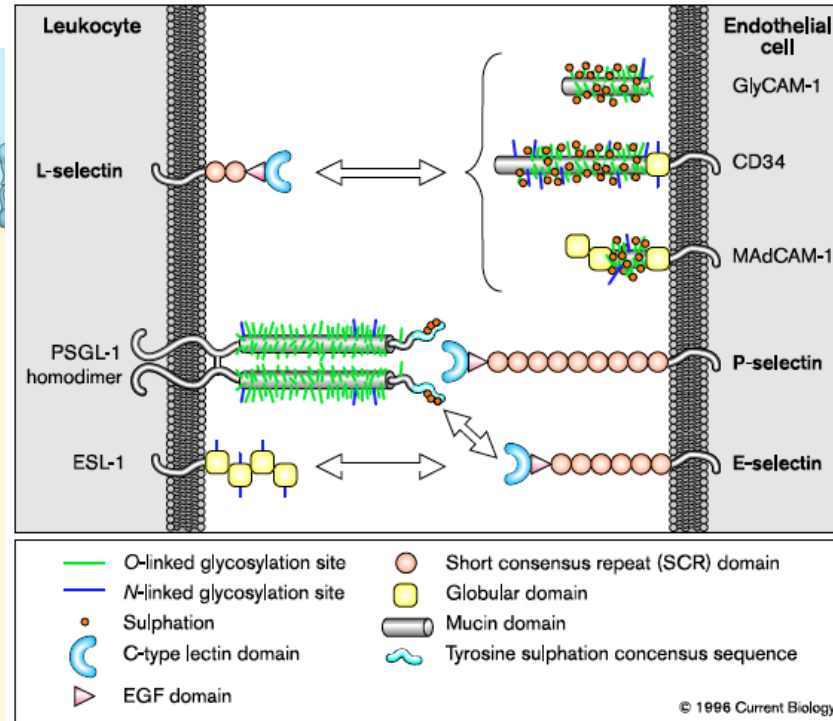 Leukocyte
Endothelial
cell
GlyCAM-1
L-selectin
CD34
MAdCAM-1
PSGL-1
homodimer
P-selectin
ESL-1
E-selectin
O-linked glycosylation site
N-linked glycosylation site
Sulphation
C-type lectin domain
EGF domain
Short consensus repeat (SCR) domain
Globular domain
Mucin domain
Tyrosine sulphation concensus sequence
© 1996 Current Biology